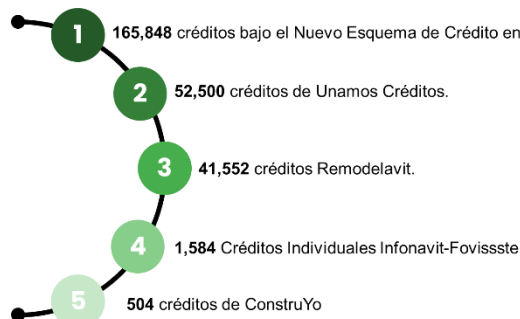 1 165,848 créditos bajo el Nuevo Esquema de Crédito en
2 52,500 créditos de Unamos Créditos.
3 41,552 créditos Remodelavit.
4 1,584 Créditos Individuales Infonavit-Fovissste
5 504 créditos de ConstruYo